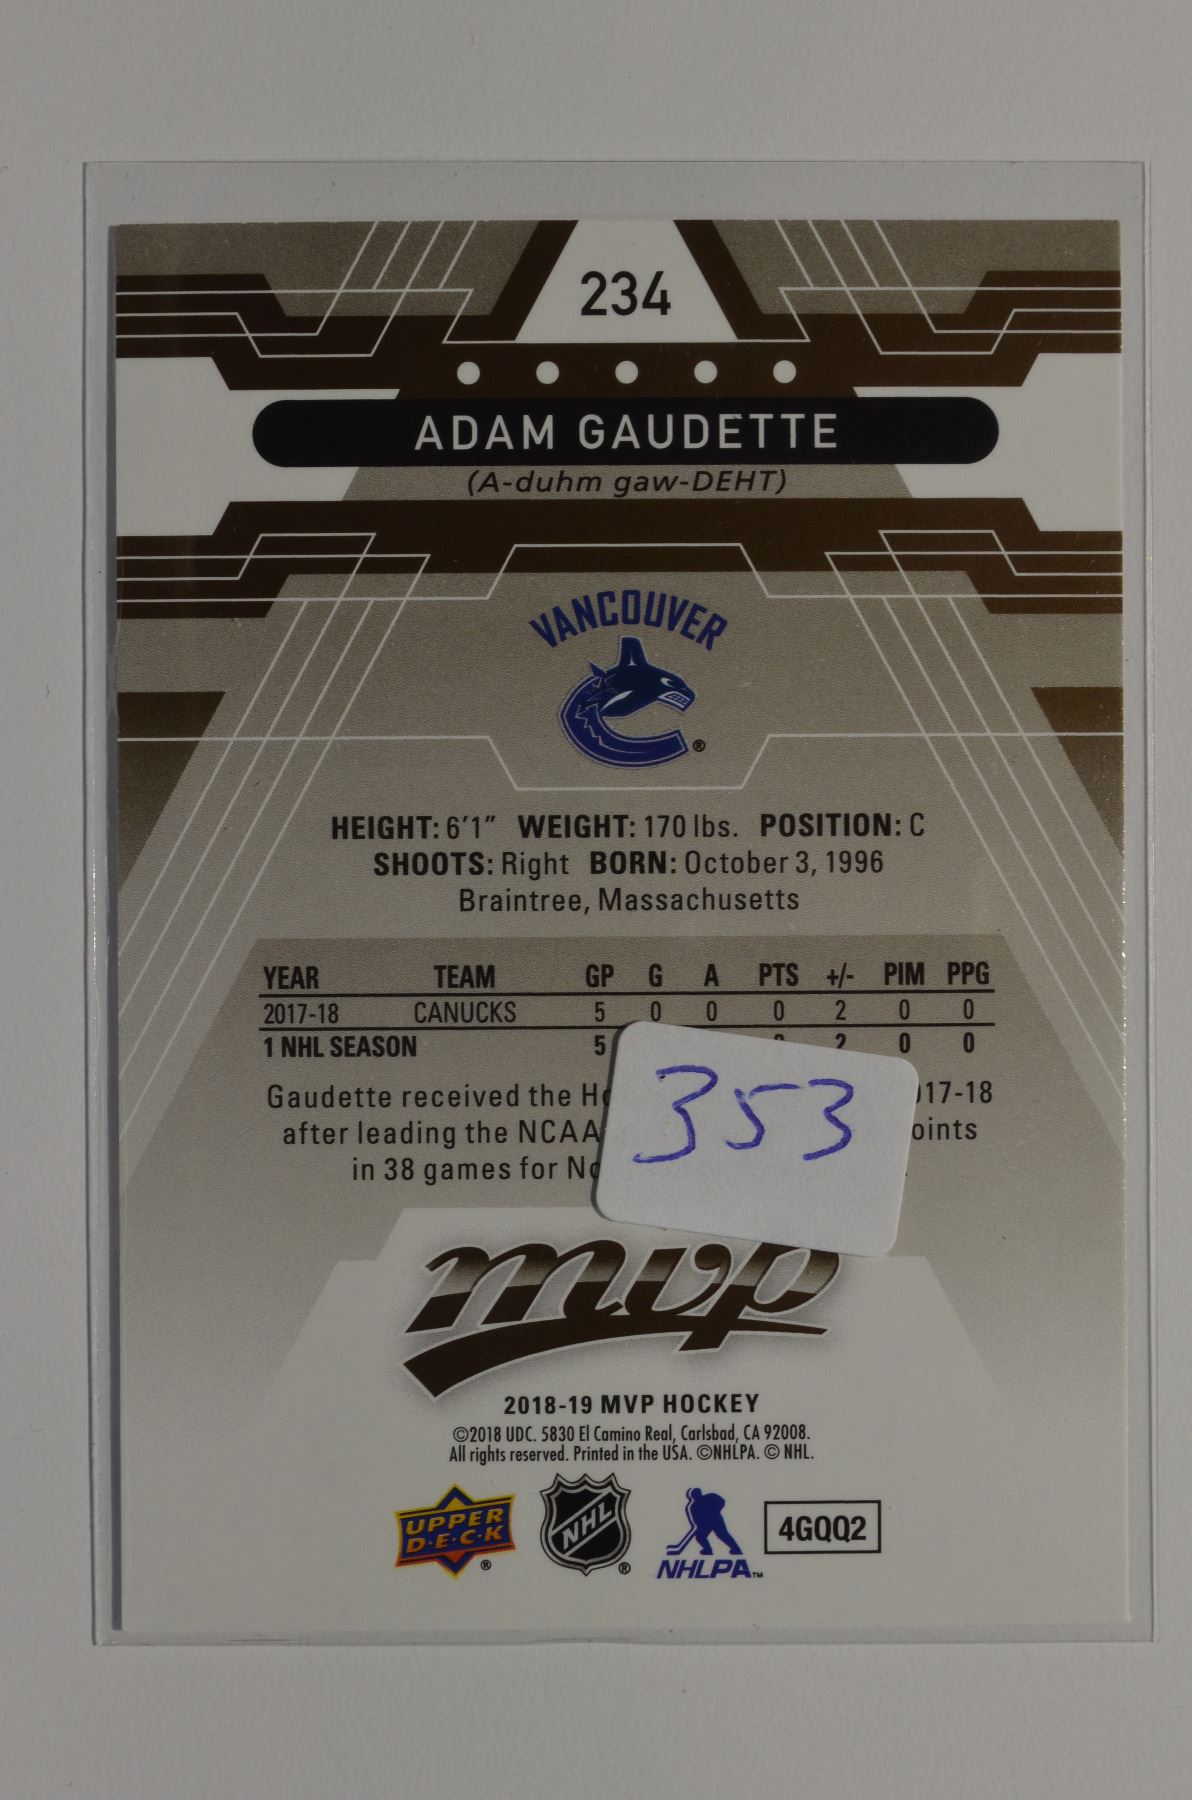 234
ADAM GAUDETTE
(A-duhm gaw-DEHT)
VANCOUVER
®
HEIGHT: 6'1" WEIGHT: 170 lbs. POSITION: C
SHOOTS: Right BORN: October 3, 1996
Braintree, Massachusetts
YEAR TEAM GP G A PTS +/- PIM PPG
2017-18 CANUCKS 5 0 0 0 2 0 0
1 NHL SEASON 5 2 0 0
Gaudette received the 17-18
after leading the NCAA
in 38 games for
353
mvp
2018-19 MVP HOCKEY
©2018 UDC. 5830 El Camino Real, Carlsbad, CA 92008.
All rights reserved. Printed in the USA. ©NHLPA. © NHL.
UPPER D·E·C·K ® NHL ® NHLPA™ 4GQQ2